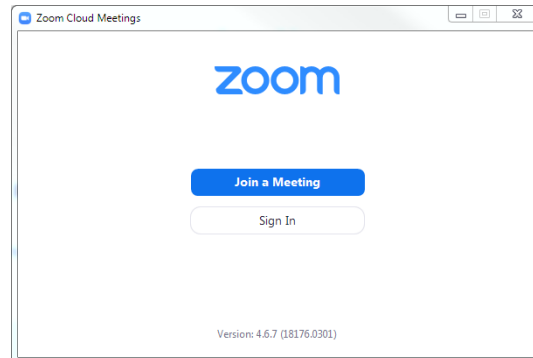 Zoom Cloud Meetings
zoom
Join a Meeting
Sign In
Version: 4.6.7 (18176.0301)